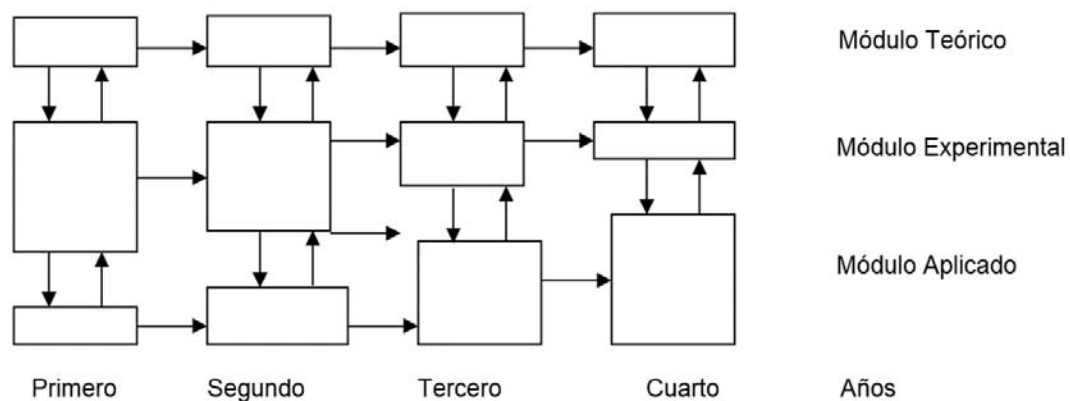 Módulo Teórico
Módulo Experimental
Módulo Aplicado
Primero Segundo Tercero Cuarto Años